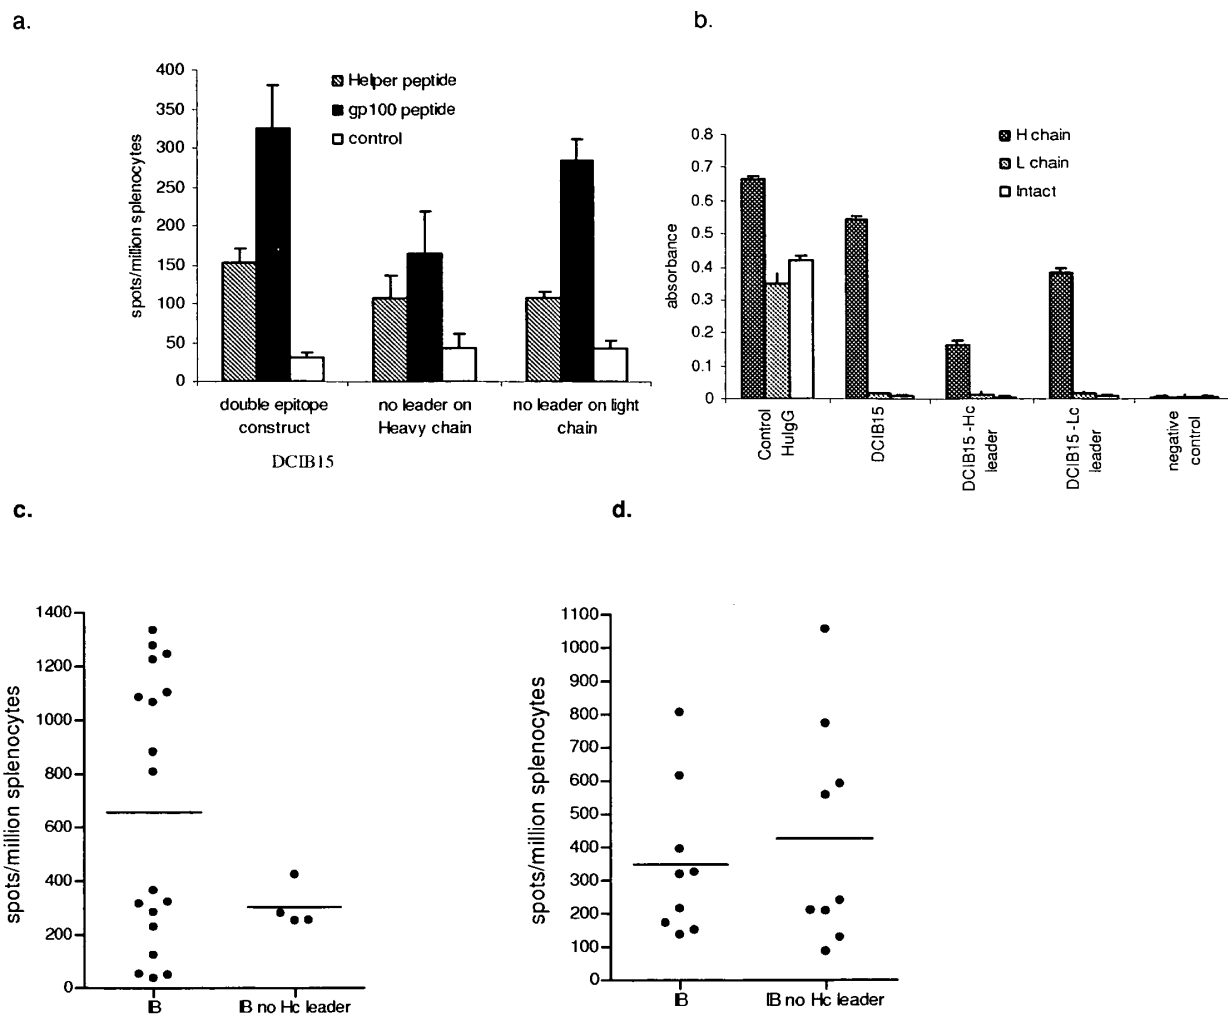 a.
400
350
300
250
200
150
100
50
0
spots/million splenocytes
Helper peptide
gp100 peptide
control
double epitope
construct
no leader on
Heavy chain
no leader on light
chain
DCIB15
b.
0.8
0.7
0.6
0.5
0.4
0.3
0.2
0.1
0
absorbance
H chain
L chain
Intact
Control
HuIgG
DCIB15
DCIB15 -Hc
leader
DCIB15 -Lc
leader
negative
control
c.
1400
1200
1000
800
600
400
200
0
spots/million splenocytes
IB
IB no Hc leader
d.
1100
1000
900
800
700
600
500
400
300
200
100
0
spots/million splenocytes
IB
IB no Hc leader